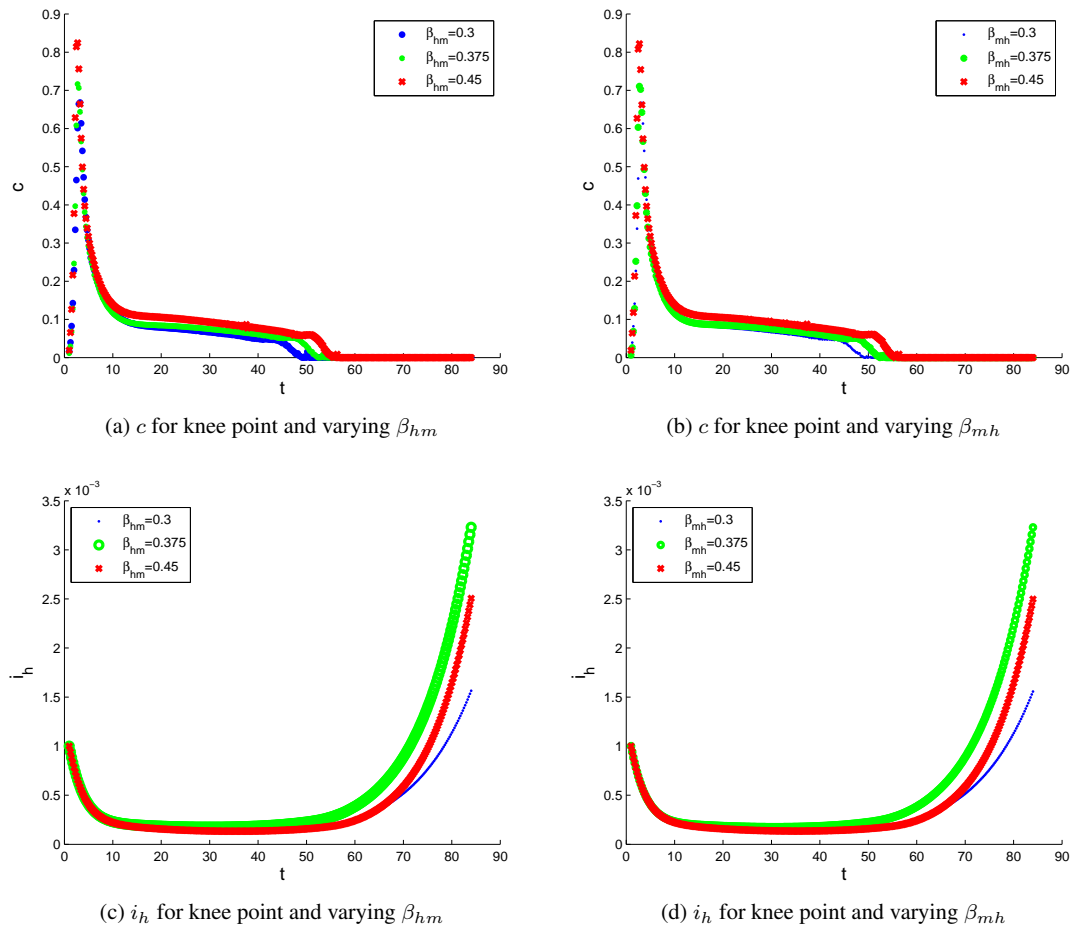 0.9
0.8
0.7
0.6
0.5
0.4
0.3
0.2
0.1
0
c
0 10 20 30 40 50 60 70 80 90
t
β_hm=0.3
β_hm=0.375
β_hm=0.45
(a) c for knee point and varying β_hm
0.9
0.8
0.7
0.6
0.5
0.4
0.3
0.2
0.1
0
c
0 10 20 30 40 50 60 70 80 90
t
β_mh=0.3
β_mh=0.375
β_mh=0.45
(b) c for knee point and varying β_mh
x 10^-3
3.5
3
2.5
2
1.5
1
0.5
0
i_h
0 10 20 30 40 50 60 70 80 90
t
β_hm=0.3
β_hm=0.375
β_hm=0.45
(c) i_h for knee point and varying β_hm
x 10^-3
3.5
3
2.5
2
1.5
1
0.5
0
i_h
0 10 20 30 40 50 60 70 80 90
t
β_mh=0.3
β_mh=0.375
β_mh=0.45
(d) i_h for knee point and varying β_mh